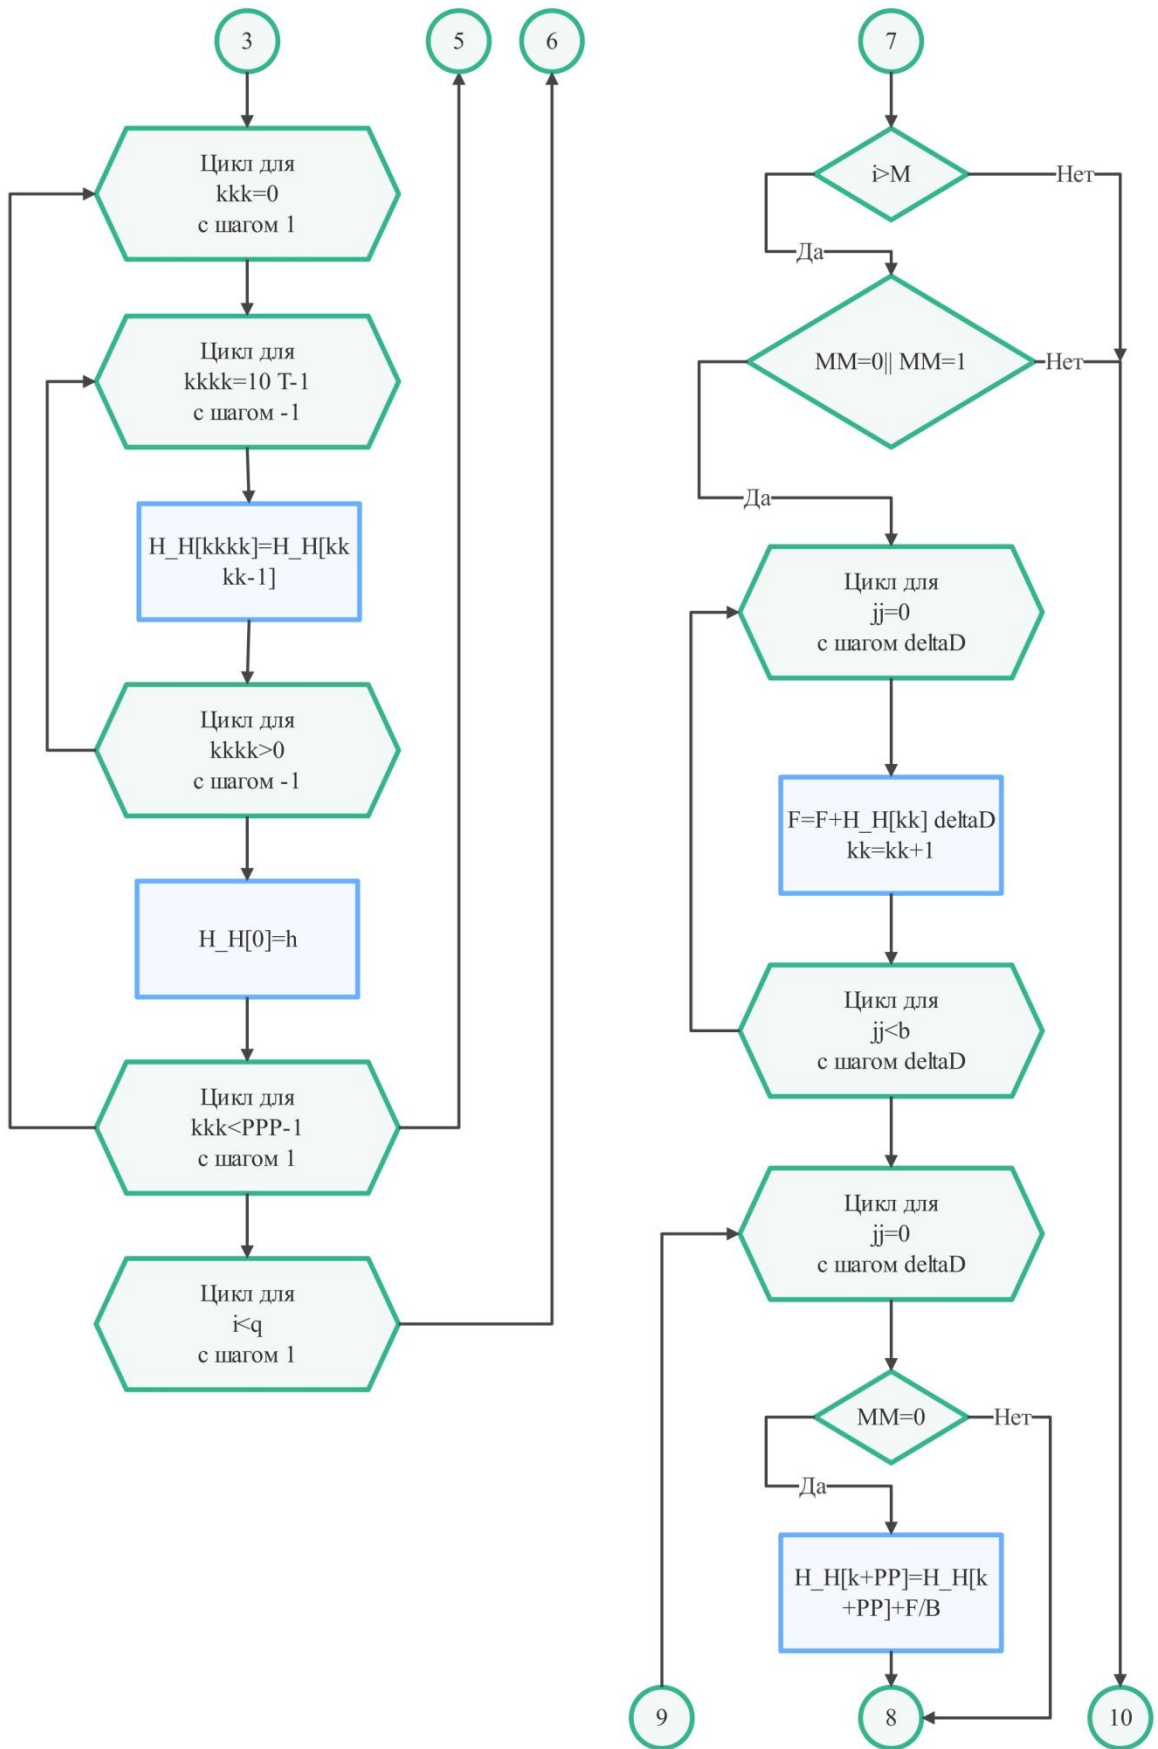 3
5
6
Цикл для
kkk=0
с шагом 1
Цикл для
kkkk=10 T-1
с шагом -1
H_H[kkkk]=H_H[kk
kk-1]
Цикл для
kkkk>0
с шагом -1
H_H[0]=h
Цикл для
kkk<PPP-1
с шагом 1
Цикл для
i<q
с шагом 1
7
i>M
Нет
Да
MM=0|| MM=1
Нет
Да
Цикл для
jj=0
с шагом deltaD
F=F+H_H[kk] deltaD
kk=kk+1
Цикл для
jj<b
с шагом deltaD
Цикл для
jj=0
с шагом deltaD
MM=0
Нет
Да
H_H[k+PP]=H_H[k
+PP]+F/B
9
8
10